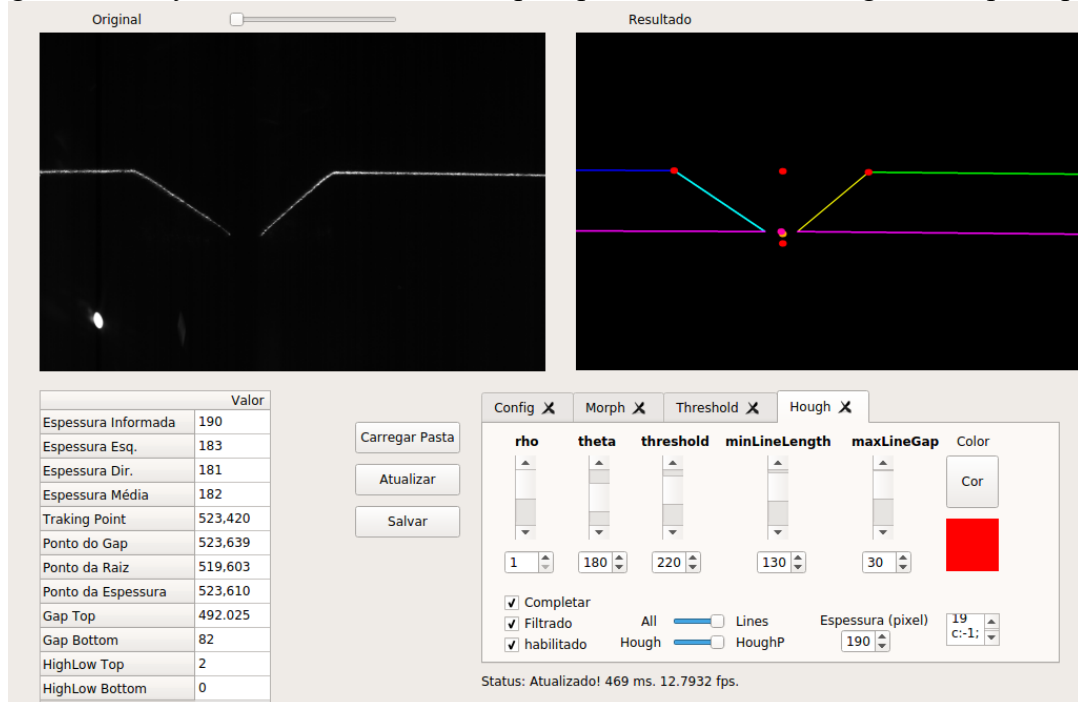 Original
Resultado
Valor
Espessura Informada 190
Espessura Esq. 183
Espessura Dir. 181
Espessura Média 182
Traking Point 523,420
Ponto do Gap 523,639
Ponto da Raiz 519,603
Ponto da Espessura 523,610
Gap Top 492.025
Gap Bottom 82
HighLow Top 2
HighLow Bottom 0
Carregar Pasta
Atualizar
Salvar
Config Morph Threshold Hough
rho theta threshold minLineLength maxLineGap Color
Cor
1 180 220 130 30
Completar
Filtrado
habilitado
All Lines
Hough HoughP
Espessura (pixel)
190
19
c:-1;
Status: Atualizado! 469 ms. 12.7932 fps.